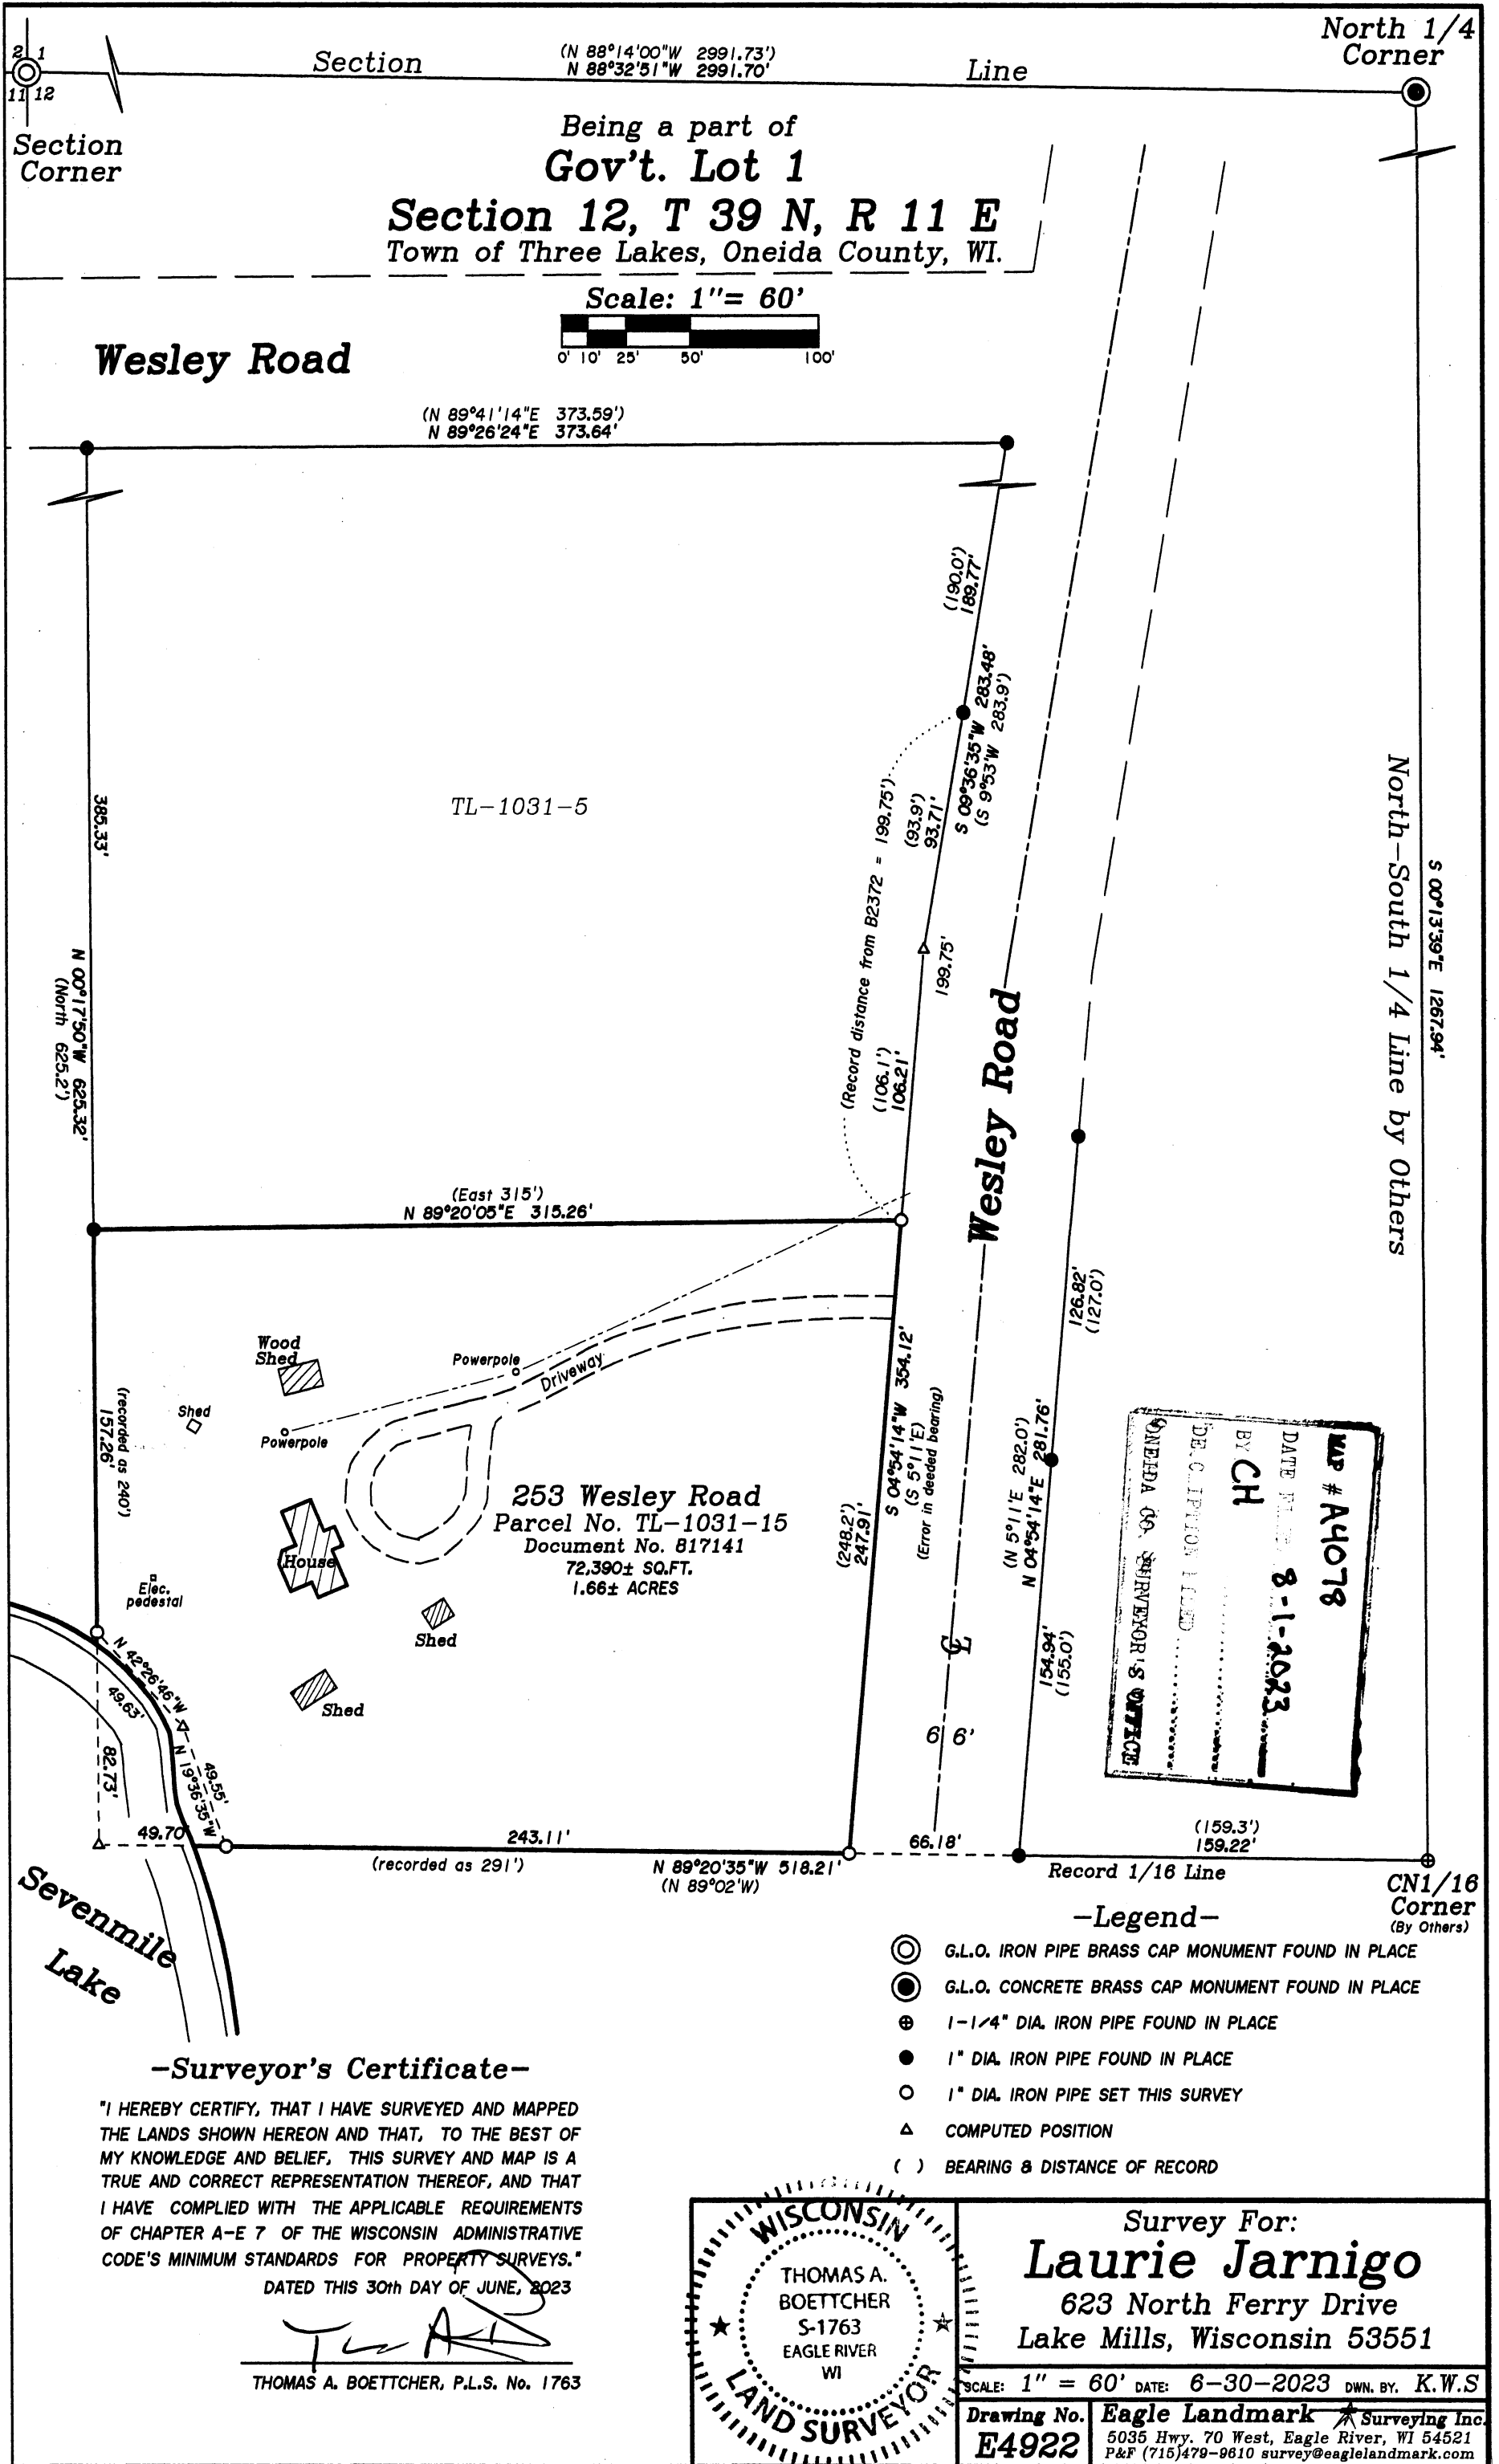 North 1/4
Corner
2 1
11 12
Section
Corner
Section
(N 88°14'00"W 2991.73')
N 88°32'51"W 2991.70'
Line
Being a part of
Gov't. Lot 1
Section 12, T 39 N, R 11 E
Town of Three Lakes, Oneida County, WI.
Scale: 1"= 60'
0' 10' 25' 50' 100'
Wesley Road
(N 89°41'14"E 373.59')
N 89°26'24"E 373.64'
(190.0')
189.77'
S 09°36'35"W 283.48'
(S 9°53'W 283.9')
(93.9')
93.71'
(Record distance from B2372 = 199.75')
199.75'
(106.1')
106.21'
TL-1031-5
385.33'
N 00°17'50"W 625.32'
(North 625.2')
North-South 1/4 Line by Others
S 00°13'39"E 1267.94'
Wesley Road
(East 315')
N 89°20'05"E 315.26'
126.82'
(127.0')
S 04°54'14"W 354.12'
(S 5°11'E)
(Error in deeded bearing)
(248.2')
247.91'
(N 5°11'E 282.0')
N 04°54'14"E 281.76'
154.94'
(155.0')
Wood
Shed
Powerpole
Driveway
Shed
Powerpole
(recorded as 240')
157.26'
253 Wesley Road
Parcel No. TL-1031-15
Document No. 817141
72,390± SQ.FT.
1.66± ACRES
House
Elec.
pedestal
Shed
Shed
MAP # A4078
DATE 8-1-2023
BY CH
ONEIDA CO. SURVEYOR'S OFFICE
CL
66'
N 42°26'46"W
49.63'
82.73'
49.55'
N 19°36'35"W
49.70'
243.11'
(recorded as 291')
N 89°20'35"W 518.21'
(N 89°02'W)
66.18'
(159.3')
159.22'
Record 1/16 Line
CN1/16
Corner
(By Others)
Sevenmile
Lake
-Legend-
G.L.O. IRON PIPE BRASS CAP MONUMENT FOUND IN PLACE
G.L.O. CONCRETE BRASS CAP MONUMENT FOUND IN PLACE
1-1/4" DIA. IRON PIPE FOUND IN PLACE
1" DIA. IRON PIPE FOUND IN PLACE
1" DIA. IRON PIPE SET THIS SURVEY
COMPUTED POSITION
( ) BEARING & DISTANCE OF RECORD
-Surveyor's Certificate-
"I HEREBY CERTIFY, THAT I HAVE SURVEYED AND MAPPED
THE LANDS SHOWN HEREON AND THAT, TO THE BEST OF
MY KNOWLEDGE AND BELIEF, THIS SURVEY AND MAP IS A
TRUE AND CORRECT REPRESENTATION THEREOF, AND THAT
I HAVE COMPLIED WITH THE APPLICABLE REQUIREMENTS
OF CHAPTER A-E 7 OF THE WISCONSIN ADMINISTRATIVE
CODE'S MINIMUM STANDARDS FOR PROPERTY SURVEYS."
DATED THIS 30th DAY OF JUNE, 2023
THOMAS A. BOETTCHER, P.L.S. No. 1763
WISCONSIN
THOMAS A.
BOETTCHER
S-1763
EAGLE RIVER
WI
LAND SURVEYOR
Survey For:
Laurie Jarnigo
623 North Ferry Drive
Lake Mills, Wisconsin 53551
SCALE: 1" = 60' DATE: 6-30-2023 DWN. BY. K.W.S
Drawing No.
E4922
Eagle Landmark Surveying Inc.
5035 Hwy. 70 West, Eagle River, WI 54521
P&F (715)479-9610 survey@eaglelandmark.com